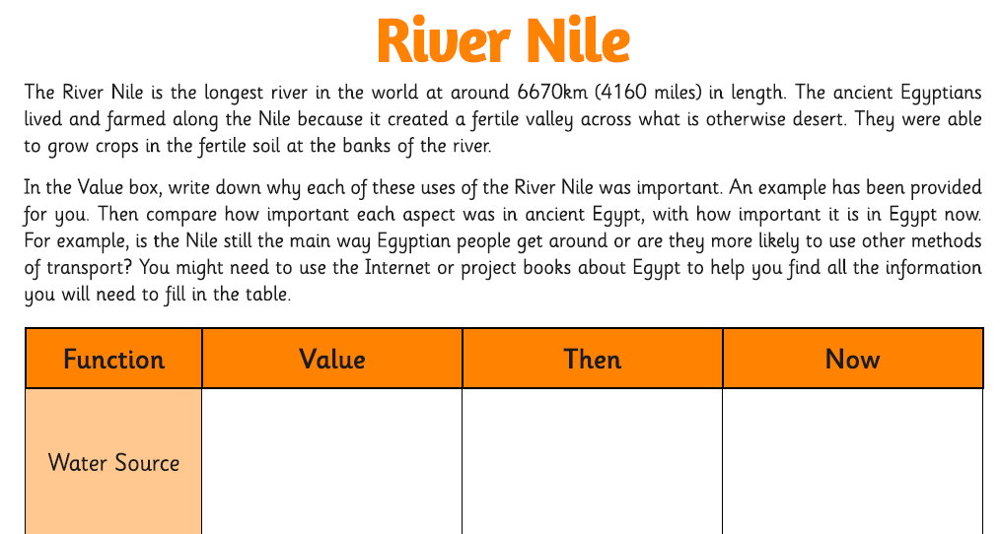 River Nile
The River Nile is the longest river in the world at around 6670km (4160 miles) in length. The ancient Egyptians
lived and farmed along the Nile because it created a fertile valley across what is otherwise desert. They were able
to grow crops in the fertile soil at the banks of the river.
In the Value box, write down why each of these uses of the River Nile was important. An example has been provided
for you. Then compare how important each aspect was in ancient Egypt, with how important it is in Egypt now.
For example, is the Nile still the main way Egyptian people get around or are they more likely to use other methods
of transport? You might need to use the Internet or project books about Egypt to help you find all the information
you will need to fill in the table.
Function Value Then Now
Water Source